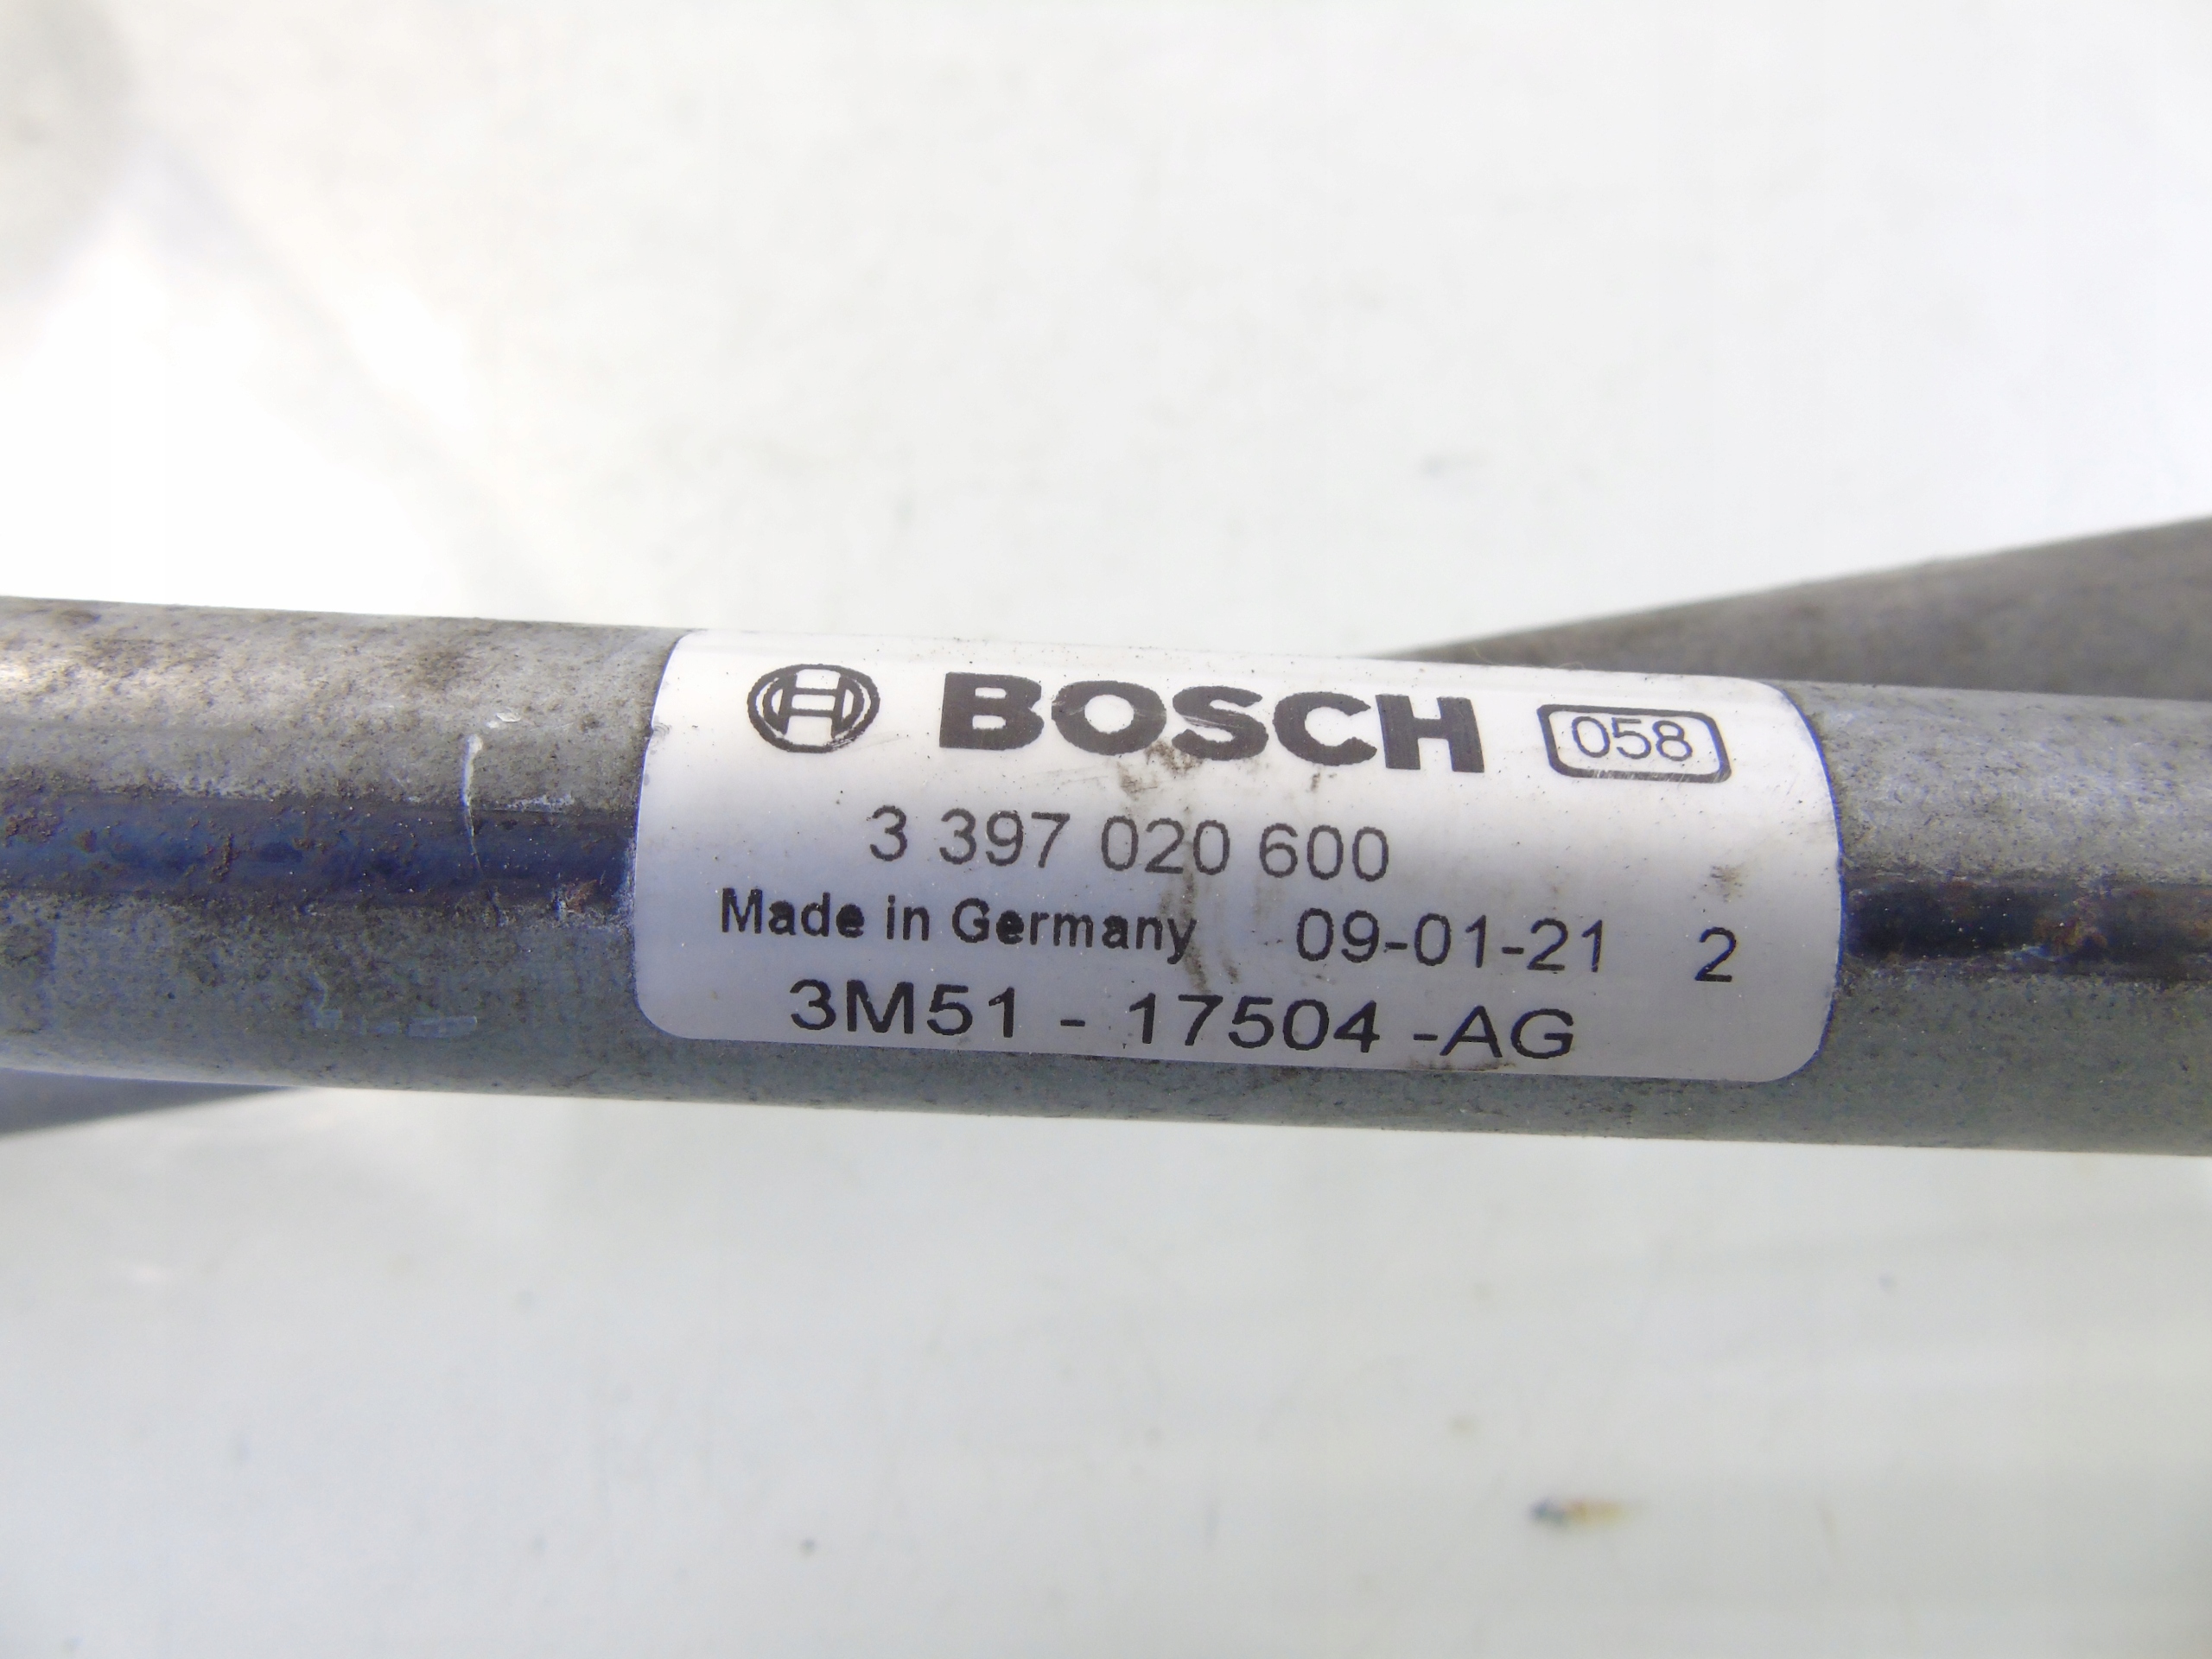 BOSCH 058
3 397 020 600
Made in Germany 09-01-21 2
3M51 - 17504 -AG